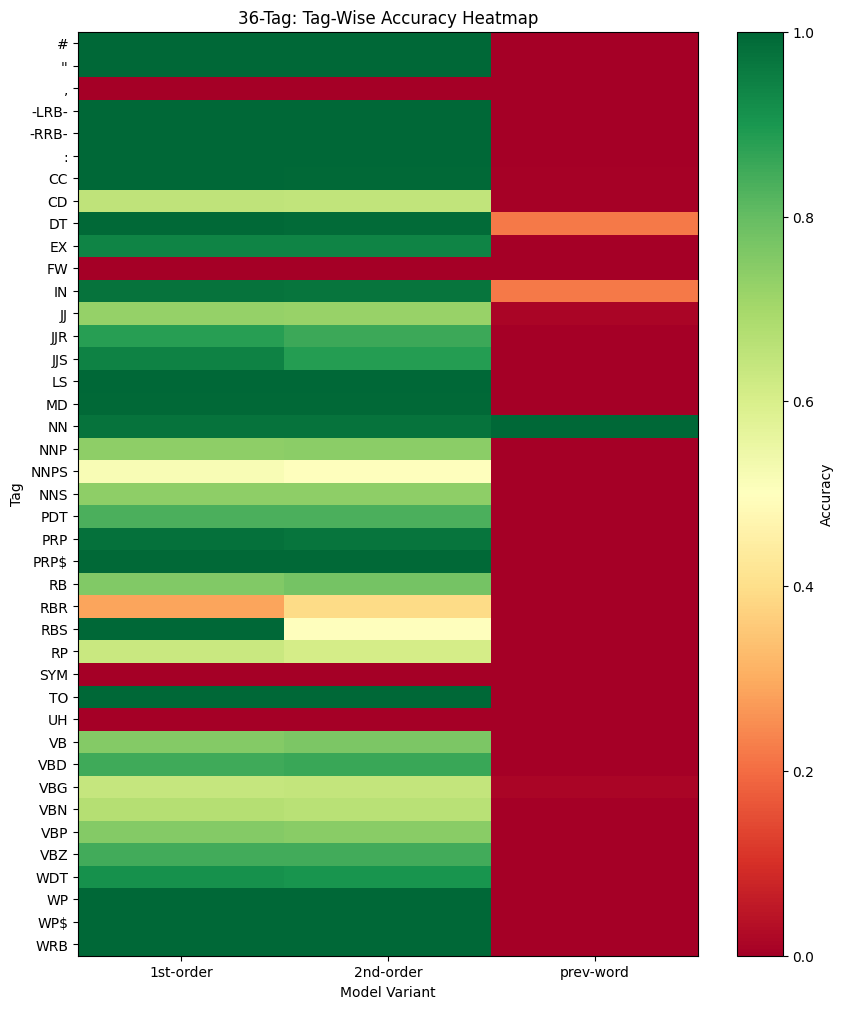 36-Tag: Tag-Wise Accuracy Heatmap
#
"
,
-LRB-
-RRB-
:
CC
CD
DT
EX
FW
IN
JJ
JJR
JJS
LS
MD
NN
NNP
NNPS
NNS
PDT
PRP
PRP$
RB
RBR
RBS
RP
SYM
TO
UH
VB
VBD
VBG
VBN
VBP
VBZ
WDT
WP
WP$
WRB
Tag
1st-order 2nd-order prev-word
Model Variant
1.0
0.8
0.6
0.4
0.2
0.0
Accuracy